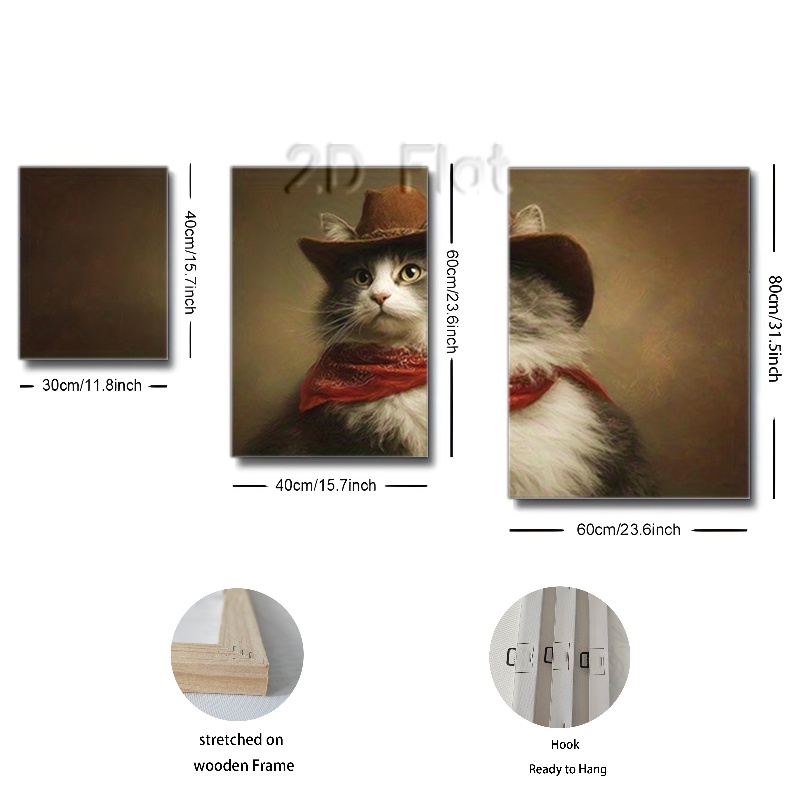 2D Flat
40cm/15.7inch
30cm/11.8inch
60cm/23.6inch
40cm/15.7inch
80cm/31.5inch
60cm/23.6inch
stretched on
wooden Frame
Hook
Ready to Hang